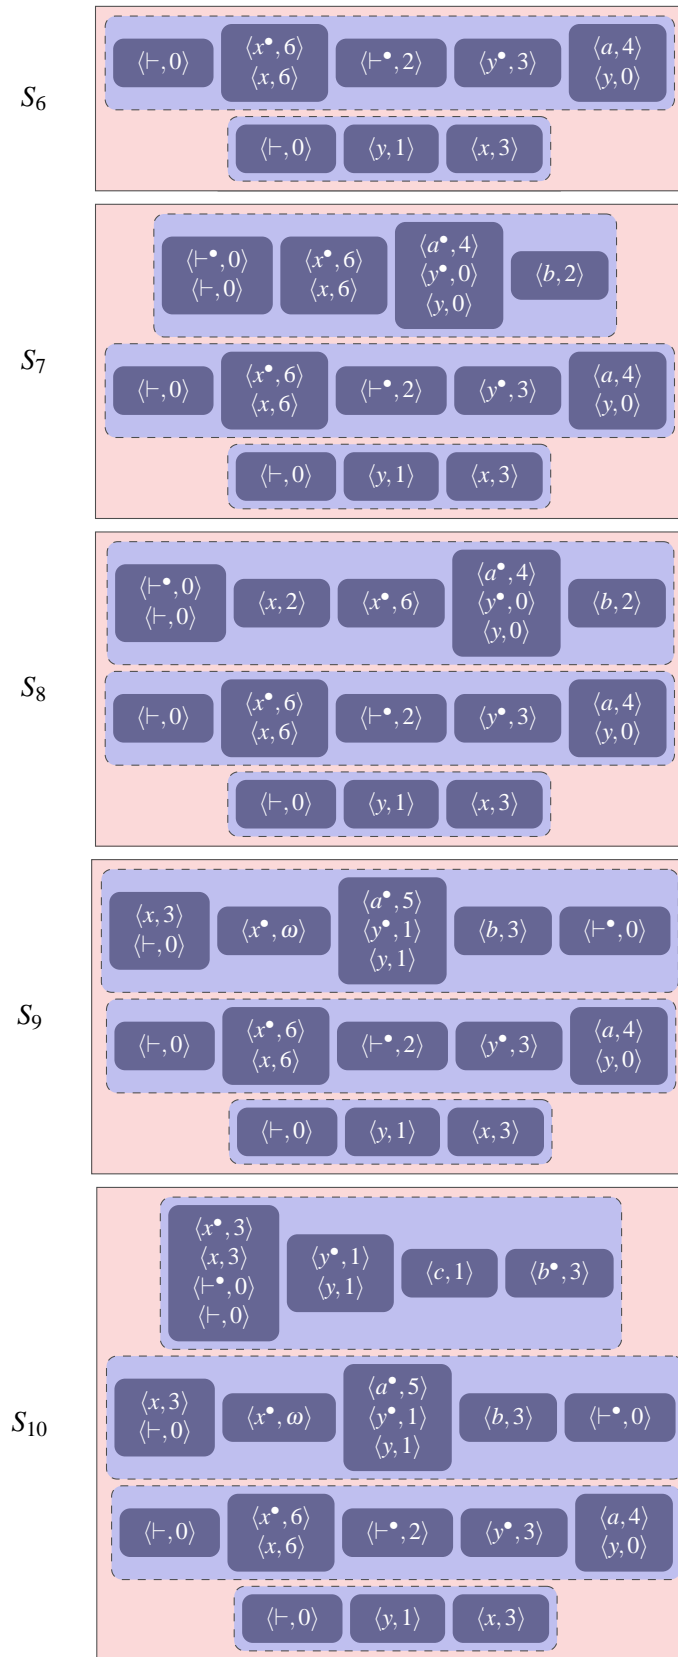 S₆
⟨⊢, 0⟩ ⟨x•, 6⟩ ⟨⊢•, 2⟩ ⟨y•, 3⟩ ⟨a, 4⟩
⟨x, 6⟩ ⟨y, 0⟩
⟨⊢, 0⟩ ⟨y, 1⟩ ⟨x, 3⟩
S₇
⟨⊢•, 0⟩ ⟨x•, 6⟩ ⟨a•, 4⟩ ⟨b, 2⟩
⟨⊢, 0⟩ ⟨x, 6⟩ ⟨y•, 0⟩
⟨y, 0⟩
⟨⊢, 0⟩ ⟨x•, 6⟩ ⟨⊢•, 2⟩ ⟨y•, 3⟩ ⟨a, 4⟩
⟨x, 6⟩ ⟨y, 0⟩
⟨⊢, 0⟩ ⟨y, 1⟩ ⟨x, 3⟩
S₈
⟨⊢•, 0⟩ ⟨x, 2⟩ ⟨x•, 6⟩ ⟨a•, 4⟩ ⟨b, 2⟩
⟨⊢, 0⟩ ⟨y•, 0⟩
⟨y, 0⟩
⟨⊢, 0⟩ ⟨x•, 6⟩ ⟨⊢•, 2⟩ ⟨y•, 3⟩ ⟨a, 4⟩
⟨x, 6⟩ ⟨y, 0⟩
⟨⊢, 0⟩ ⟨y, 1⟩ ⟨x, 3⟩
S₉
⟨x, 3⟩ ⟨x•, ω⟩ ⟨a•, 5⟩ ⟨b, 3⟩ ⟨⊢•, 0⟩
⟨⊢, 0⟩ ⟨y•, 1⟩
⟨y, 1⟩
⟨⊢, 0⟩ ⟨x•, 6⟩ ⟨⊢•, 2⟩ ⟨y•, 3⟩ ⟨a, 4⟩
⟨x, 6⟩ ⟨y, 0⟩
⟨⊢, 0⟩ ⟨y, 1⟩ ⟨x, 3⟩
S₁₀
⟨x•, 3⟩ ⟨y•, 1⟩ ⟨c, 1⟩ ⟨b•, 3⟩
⟨x, 3⟩ ⟨y, 1⟩
⟨⊢•, 0⟩
⟨⊢, 0⟩
⟨x, 3⟩ ⟨x•, ω⟩ ⟨a•, 5⟩ ⟨b, 3⟩ ⟨⊢•, 0⟩
⟨⊢, 0⟩ ⟨y•, 1⟩
⟨y, 1⟩
⟨⊢, 0⟩ ⟨x•, 6⟩ ⟨⊢•, 2⟩ ⟨y•, 3⟩ ⟨a, 4⟩
⟨x, 6⟩ ⟨y, 0⟩
⟨⊢, 0⟩ ⟨y, 1⟩ ⟨x, 3⟩